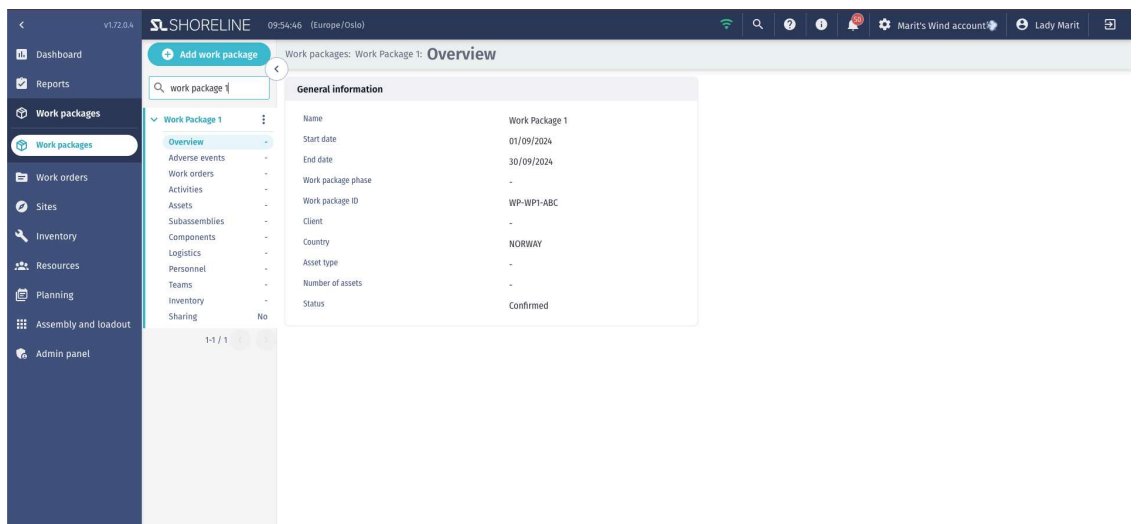 v1.72.0.4
SHORELINE
09:54:46 (Europe/Oslo)
50
Marit's Wind account
Lady Marit
Dashboard
Reports
Work packages
Work packages
Work orders
Sites
Inventory
Resources
Planning
Assembly and loadout
Admin panel
Add work package
work package 1
Work Package 1
Overview -
Adverse events -
Work orders -
Activities -
Assets -
Subassemblies -
Components -
Logistics -
Personnel -
Teams -
Inventory -
Sharing No
1-1 / 1
Work packages: Work Package 1: Overview
General information
Name Work Package 1
Start date 01/09/2024
End date 30/09/2024
Work package phase -
Work package ID WP-WP1-ABC
Client -
Country NORWAY
Asset type -
Number of assets -
Status Confirmed